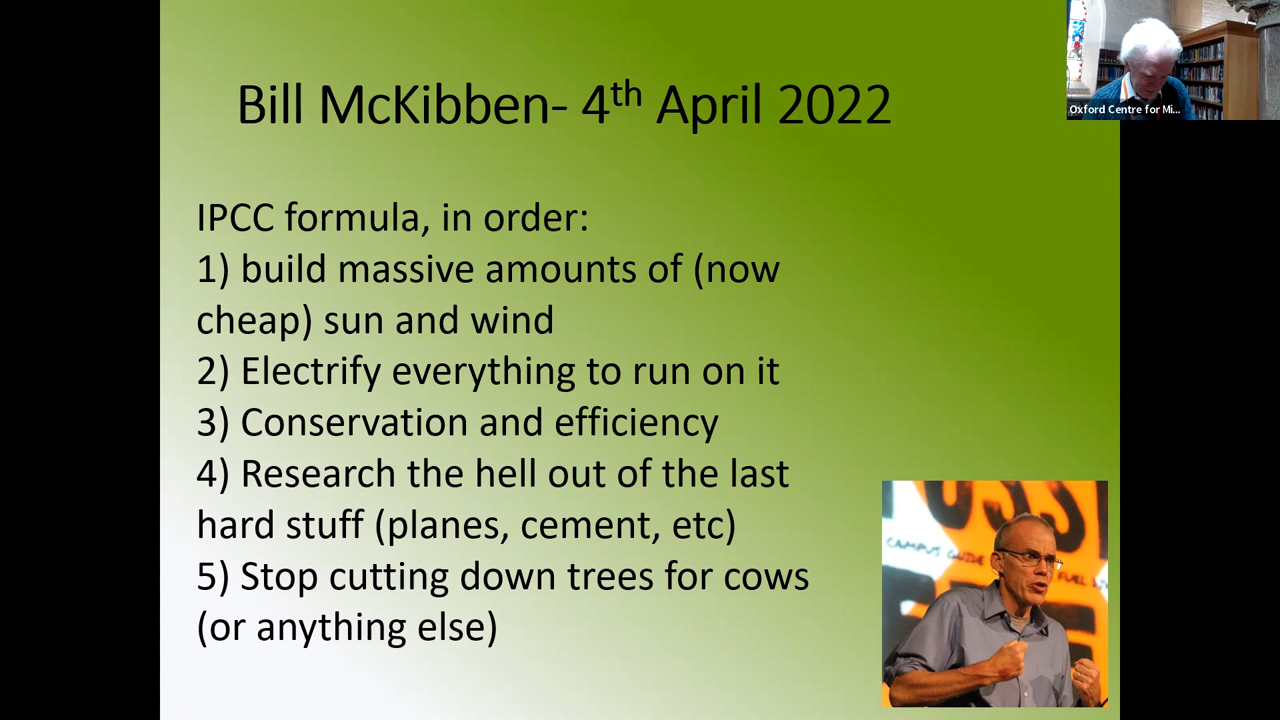 Bill McKibben- 4th April 2022
Oxford Centre for Mi...
IPCC formula, in order:
1) build massive amounts of (now
cheap) sun and wind
2) Electrify everything to run on it
3) Conservation and efficiency
4) Research the hell out of the last
hard stuff (planes, cement, etc)
5) Stop cutting down trees for cows
(or anything else)
CAMPUS GUIDE
FUEL